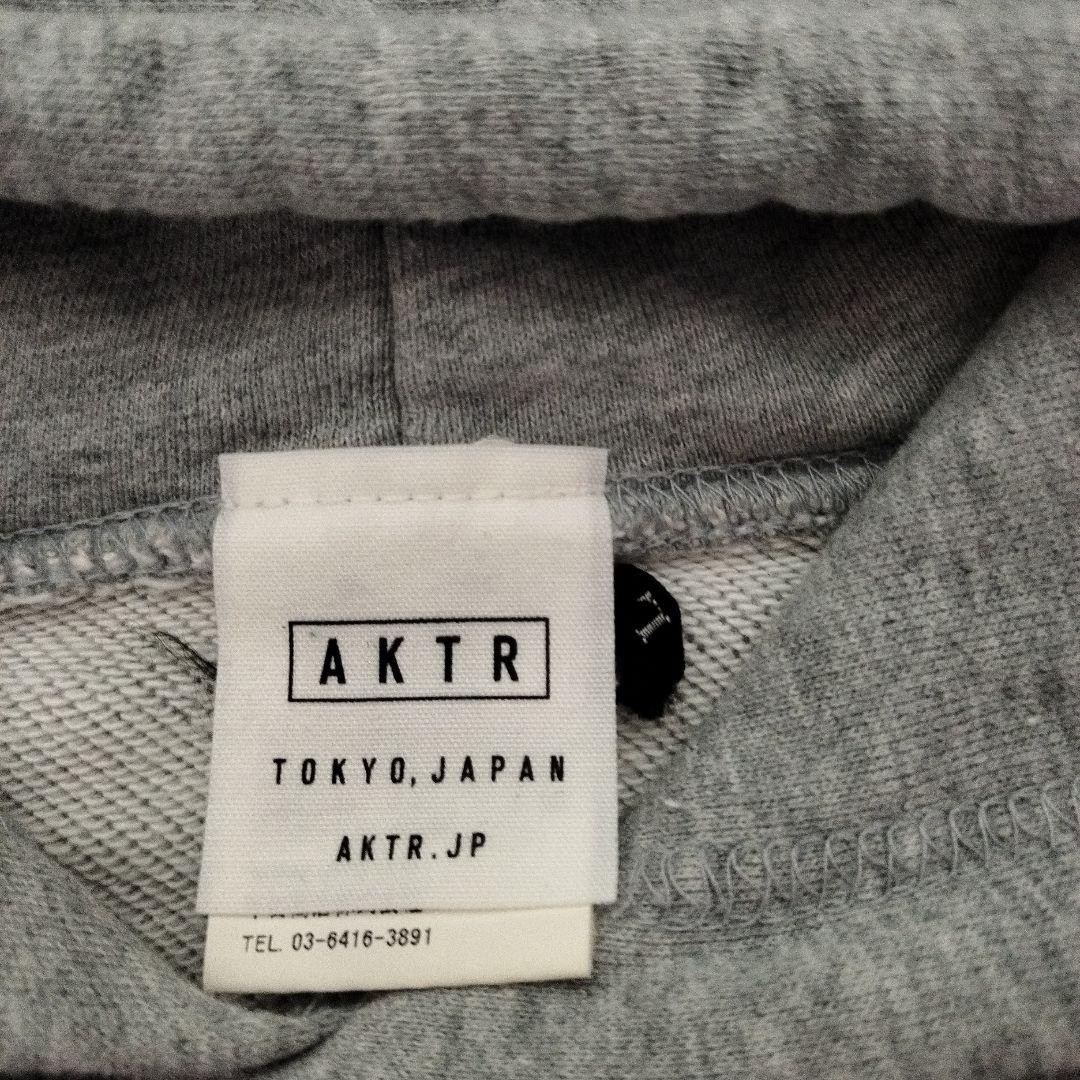 AKTR
TOKYO, JAPAN
AKTR.JP
TEL. 03-6416-3891